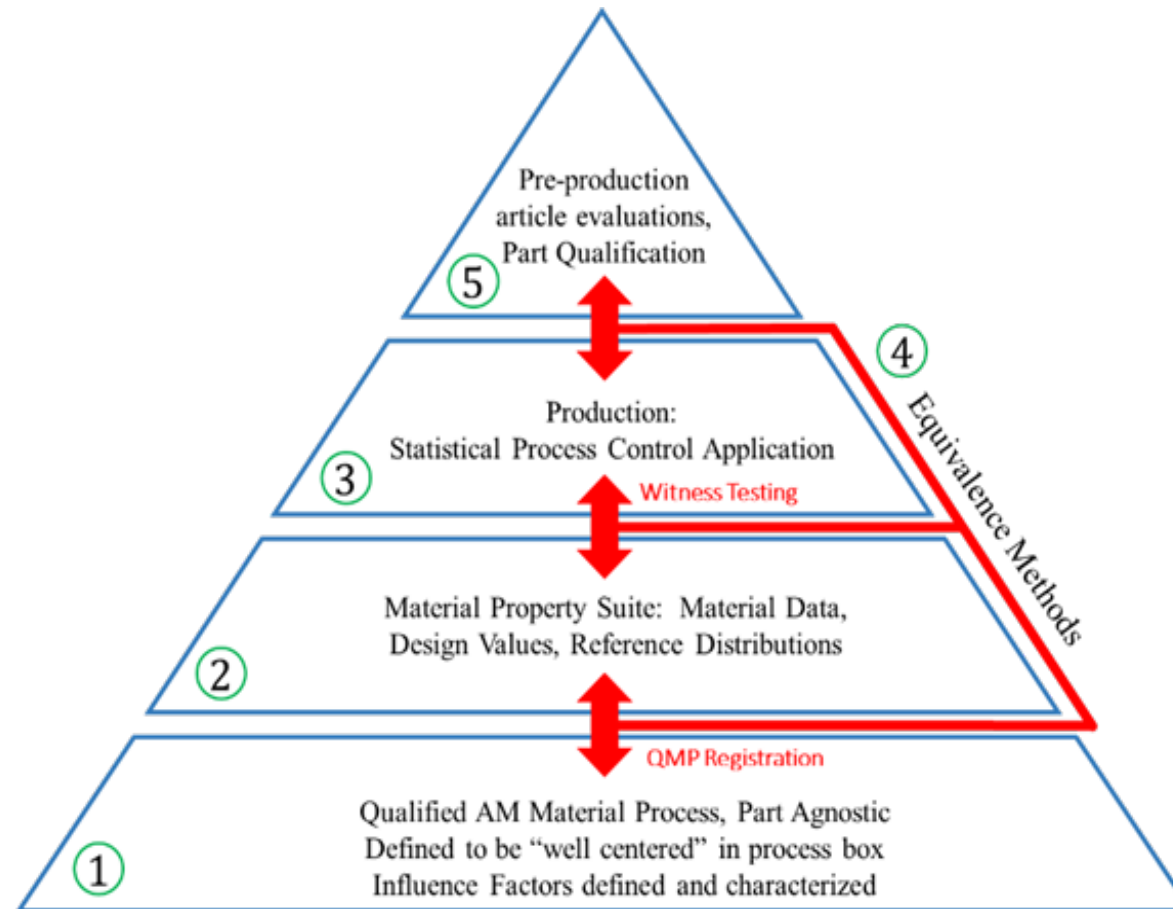 Pre-production
article evaluations,
Part Qualification
5
4
Equivalence Methods
Production:
Statistical Process Control Application
3
Witness Testing
Material Property Suite: Material Data,
Design Values, Reference Distributions
2
QMP Registration
Qualified AM Material Process, Part Agnostic
Defined to be “well centered” in process box
Influence Factors defined and characterized
1